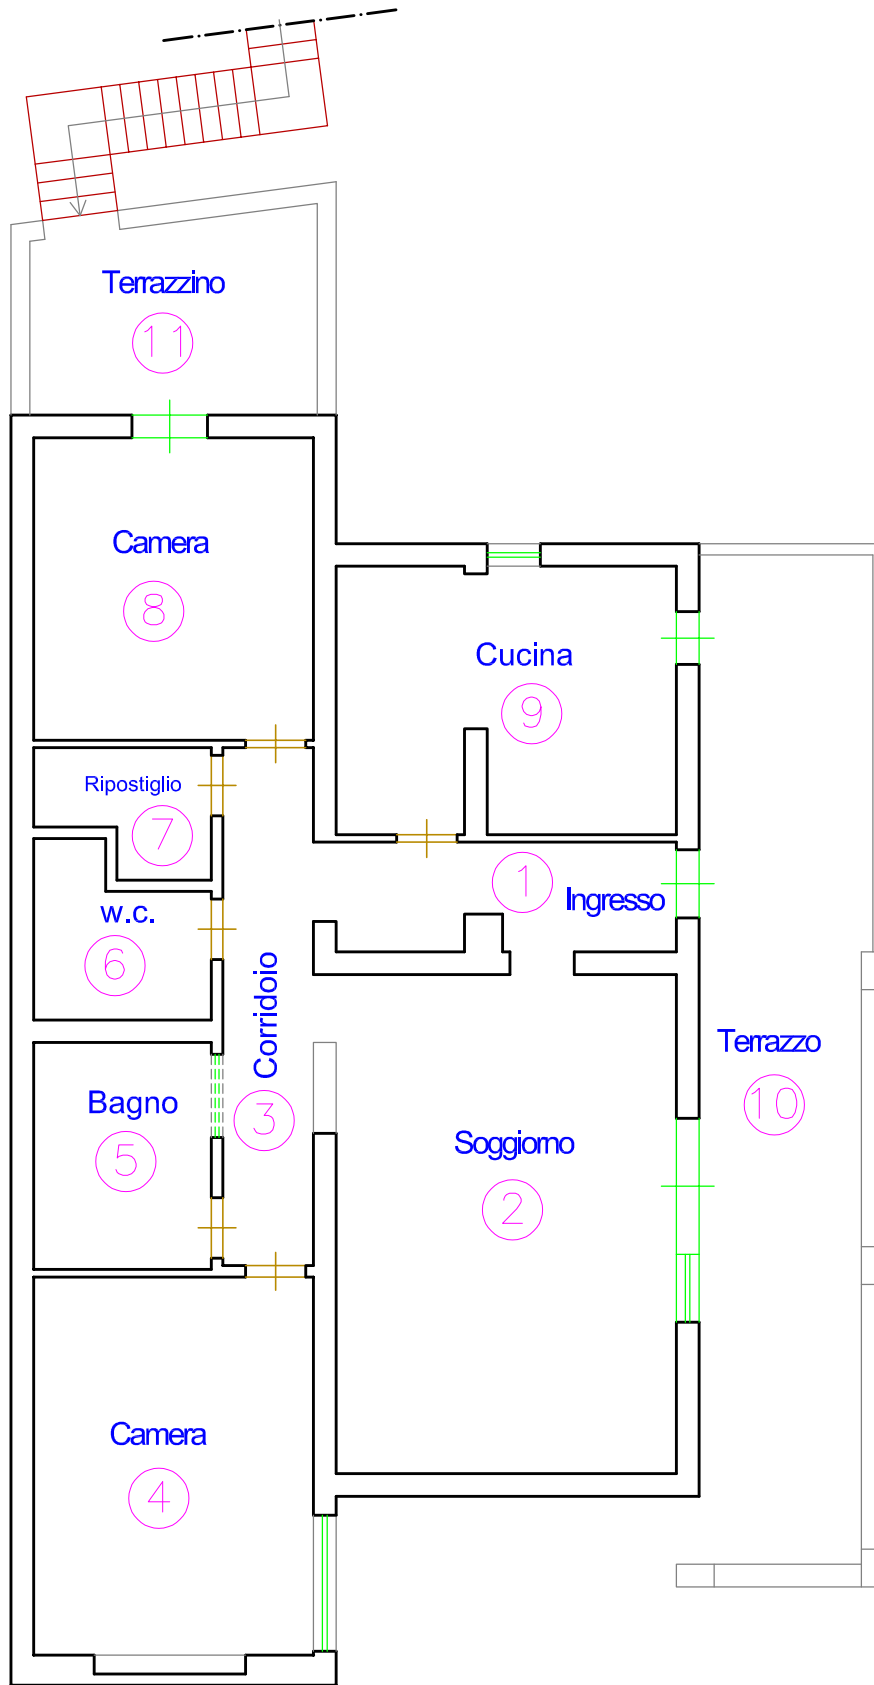 Terrazzino
11
Camera
8
Cucina
9
Ripostiglio
7
1
Ingresso
w.c.
6
Corridoio
3
Terrazzo
10
Bagno
5
Soggiorno
2
Camera
4